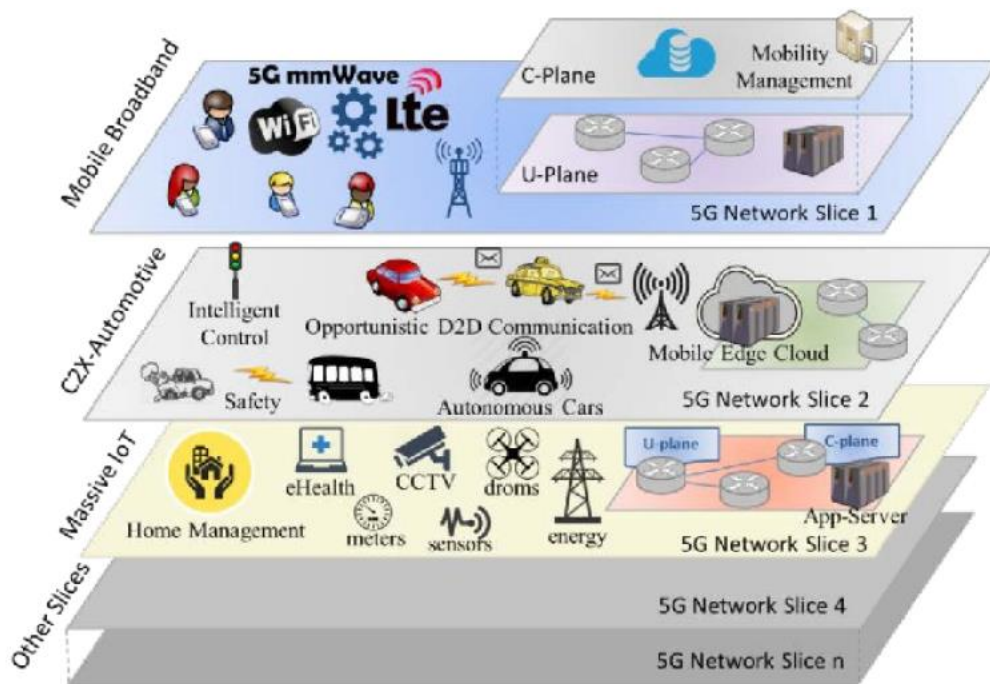 Mobile Broadband
5G mmWave
WiFi
Lte
C-Plane
Mobility
Management
U-Plane
5G Network Slice 1
C2X-Automotive
Intelligent
Control
Opportunistic D2D Communication
Mobile Edge Cloud
Safety
Autonomous Cars
5G Network Slice 2
Massive IoT
Home Management
eHealth
CCTV
droms
meters
sensors
energy
U-plane
C-plane
App-Server
5G Network Slice 3
Other Slices
5G Network Slice 4
5G Network Slice n